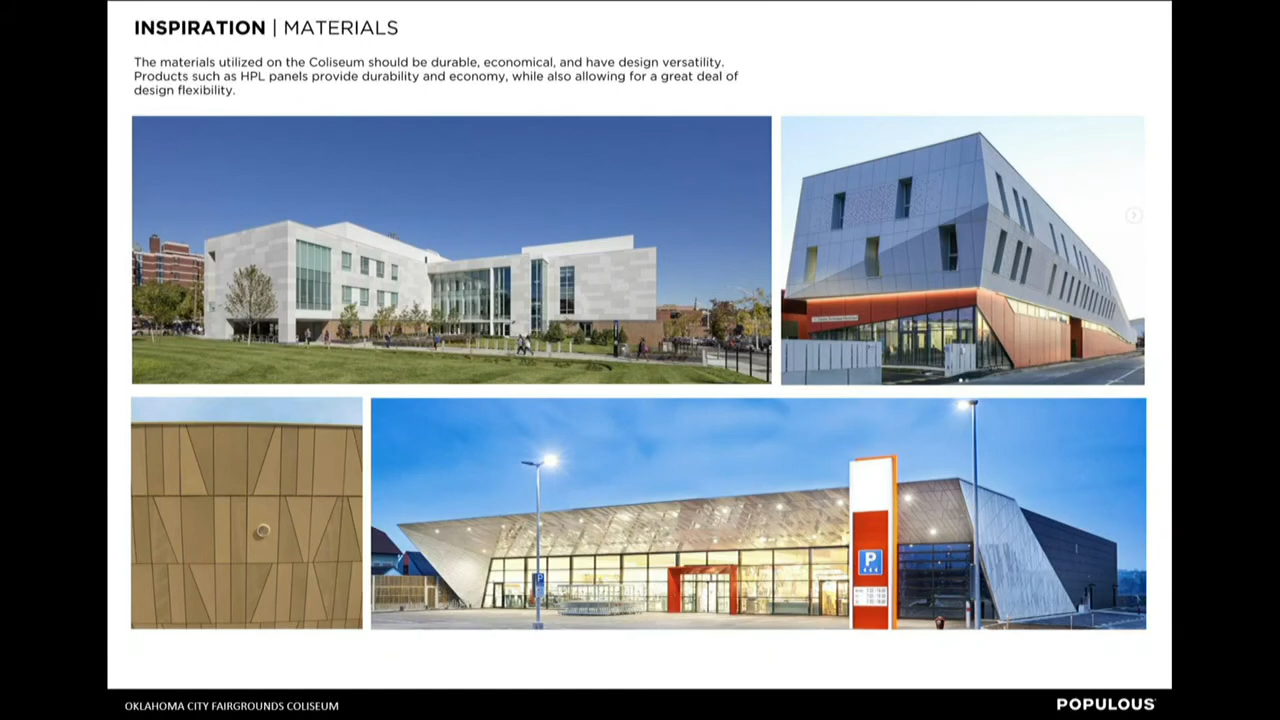 INSPIRATION | MATERIALS
The materials utilized on the Coliseum should be durable, economical, and have design versatility.
Products such as HPL panels provide durability and economy, while also allowing for a great deal of
design flexibility.
P
P
OKLAHOMA CITY FAIRGROUNDS COLISEUM
POPULOUS